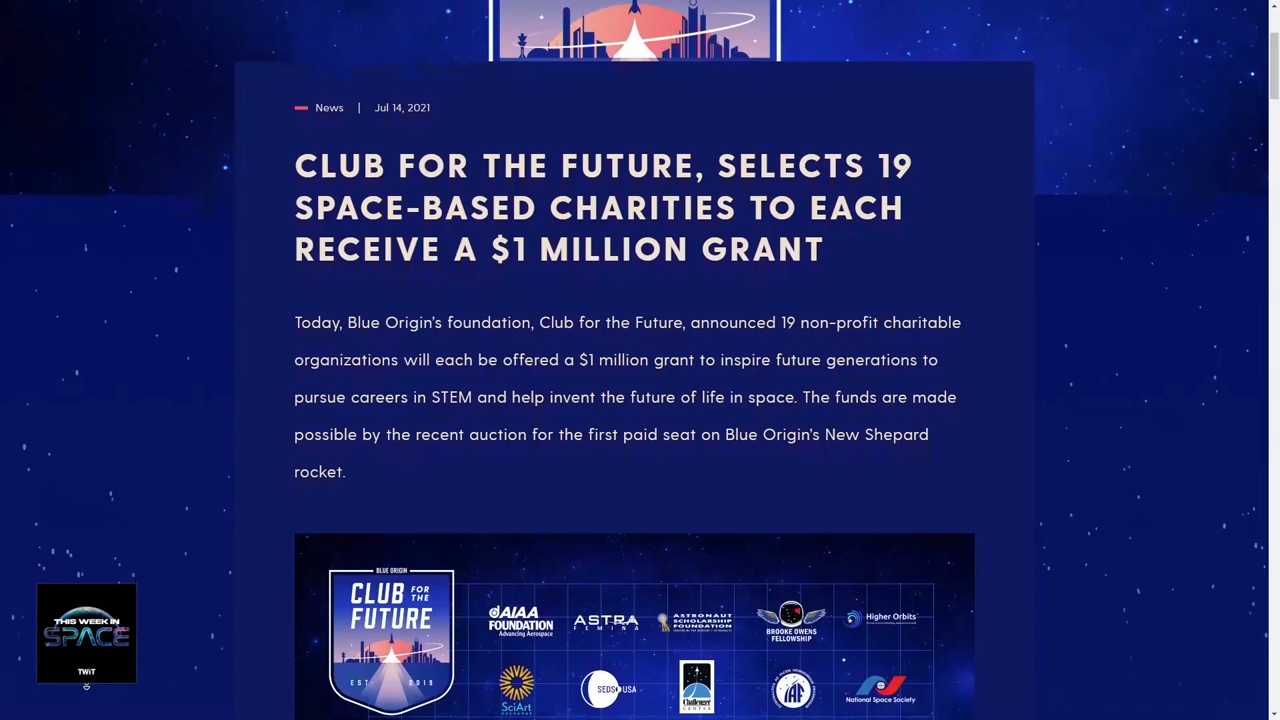 News | Jul 14, 2021
CLUB FOR THE FUTURE, SELECTS 19
SPACE-BASED CHARITIES TO EACH
RECEIVE A $1 MILLION GRANT
Today, Blue Origin's foundation, Club for the Future, announced 19 non-profit charitable
organizations will each be offered a $1 million grant to inspire future generations to
pursue careers in STEM and help invent the future of life in space. The funds are made
possible by the recent auction for the first paid seat on Blue Origin's New Shepard
rocket.
BLUE ORIGIN
CLUB FOR THE
FUTURE
EST 2019
AIAA
FOUNDATION
Advancing Aerospace
ASTRA
FEMINA
ASTRONAUT
SCHOLARSHIP
FOUNDATION
BROOKE OWENS
FELLOWSHIP
Higher Orbits
SciArt
EXCHANGE
SEDS USA
Challenger
CENTER
IAF
National Space Society
THIS WEEK IN
SPACE
TWiT